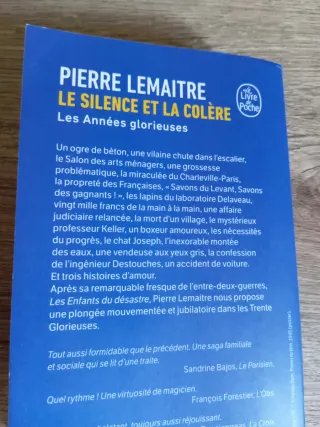 PIERRE LEMAITRE
LE SILENCE ET LA COLÈRE
Les Années glorieuses
Le
Livre
de
Poche
Un ogre de béton, une vilaine chute dans l'escalier,
le Salon des arts ménagers, une grossesse
problématique, la miraculée du Charleville-Paris,
la propreté des Françaises, « Savons du Levant, Savons
des gagnants ! », les lapins du laboratoire Delaveau,
vingt mille francs de la main à la main, une affaire
judiciaire relancée, la mort d'un village, le mystérieux
professeur Keller, un boxeur amoureux, les nécessités
du progrès, le chat Joseph, l'inexorable montée
des eaux, une vendeuse aux yeux gris, la confession
de l'ingénieur Destouches, un accident de voiture.
Et trois histoires d'amour.
Après sa remarquable fresque de l'entre-deux-guerres,
Les Enfants du désastre, Pierre Lemaitre nous propose
une plongée mouvementée et jubilatoire dans les Trente
Glorieuses.
Tout aussi formidable que le précédent. Une saga familiale
et sociale qui se lit d'une traite.
Sandrine Bajos, Le Parisien.
Quel rythme ! Une virtuosité de magicien.
François Forestier, L'Obs.
toujours aussi réjouissant.
La Croix